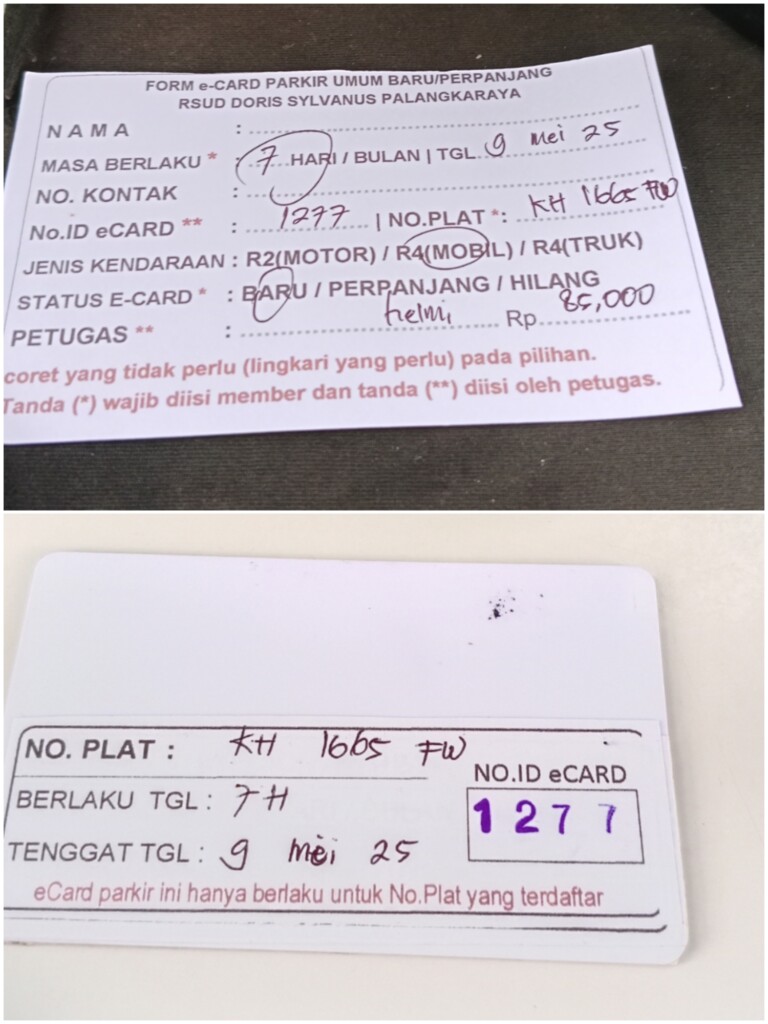 FORM e-CARD PARKIR UMUM BARU/PERPANJANG
RSUD DORIS SYLVANUS PALANGKARAYA
NAMA :
MASA BERLAKU * : 7 HARI / BULAN | TGL 9 Mei 25
NO. KONTAK :
No.ID eCARD ** : 1277 | NO.PLAT *: KH 1665 FW
JENIS KENDARAAN : R2(MOTOR) / R4(MOBIL) / R4(TRUK)
STATUS E-CARD * : BARU / PERPANJANG / HILANG
PETUGAS ** : helmi Rp. 85,000
coret yang tidak perlu (lingkari yang perlu) pada pilihan.
Tanda (*) wajib diisi member dan tanda (**) diisi oleh petugas.
NO. PLAT : KH 1665 FW
NO.ID eCARD
BERLAKU TGL : 7H
1277
TENGGAT TGL : 9 Mei 25
eCard parkir ini hanya berlaku untuk No.Plat yang terdaftar